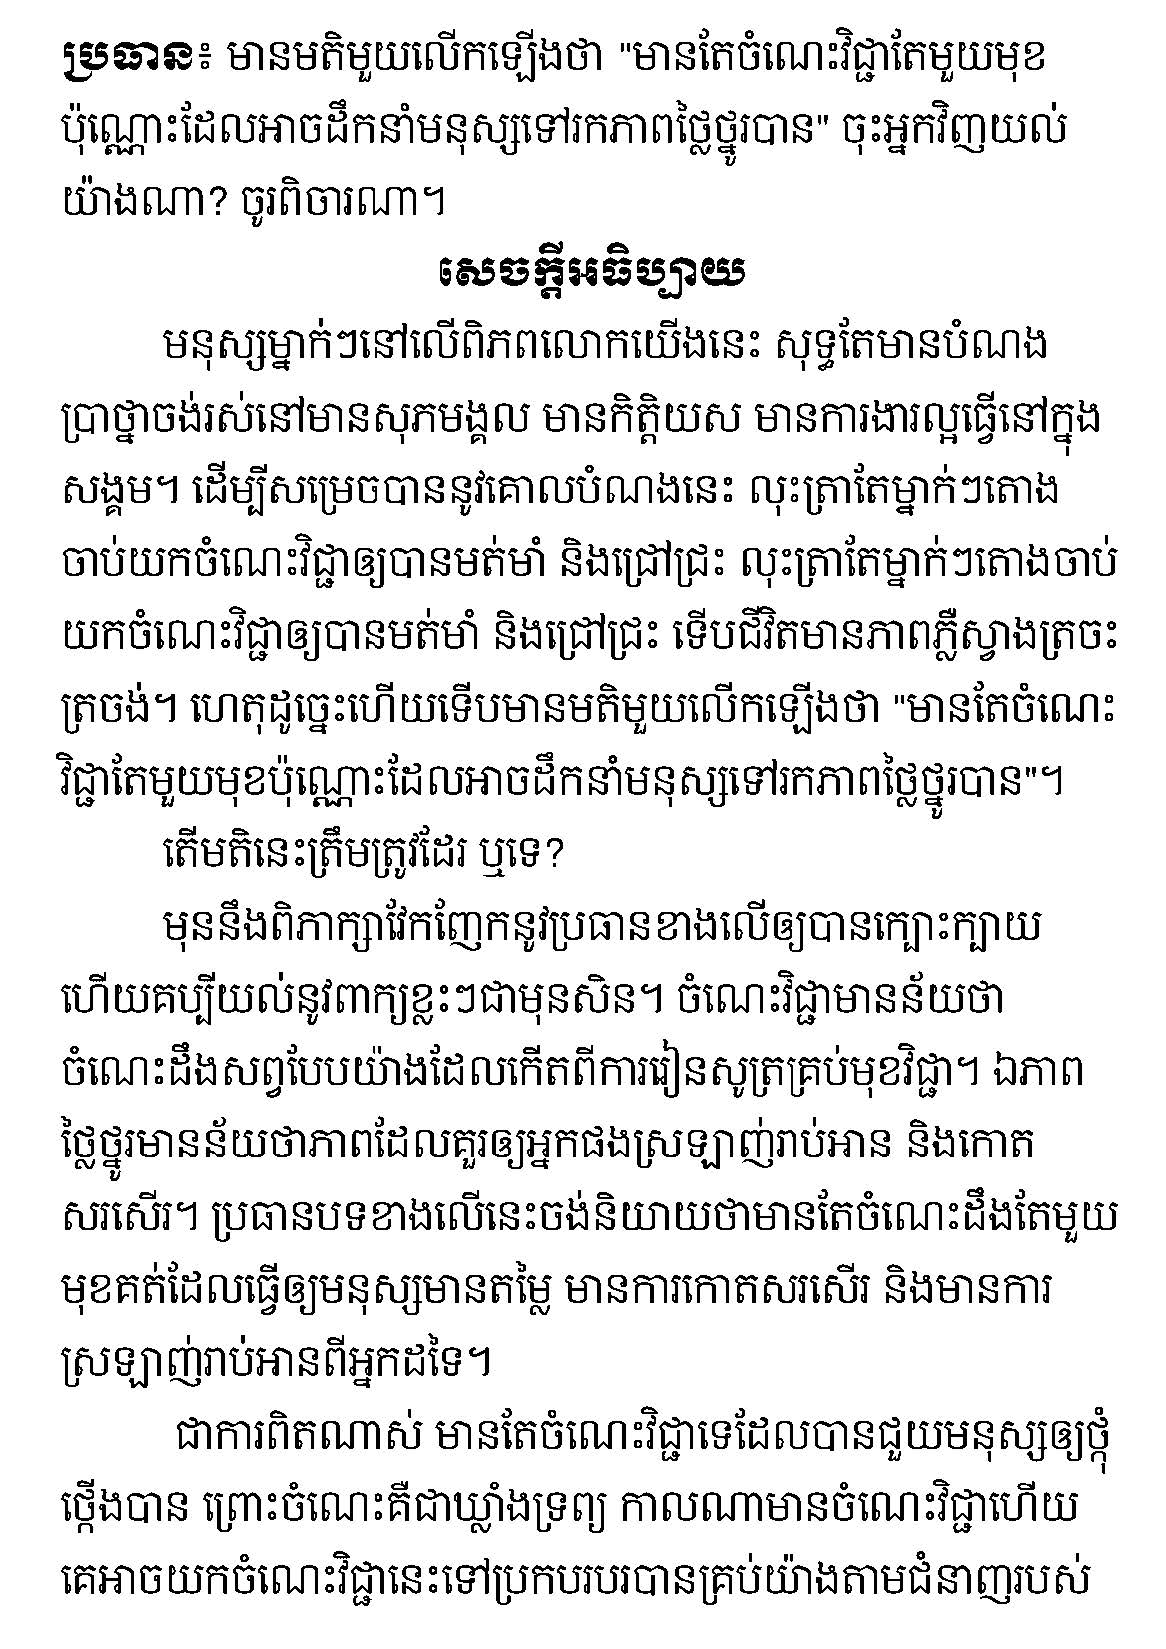 ប្រធាន៖ មានមតិមួយលើកឡើងថា "មានតែចំណេះវិជ្ជាតែមួយមុខ
ប៉ុណ្ណោះដែលអាចដឹកនាំមនុស្សទៅរកភាពថ្លៃថ្នូរបាន" ចុះអ្នកវិញយល់
យ៉ាងណា? ចូរពិចារណា។
សេចក្តីអធិប្បាយ
មនុស្សម្នាក់ៗនៅលើពិភពលោកយើងនេះ សុទ្ធតែមានបំណង
ប្រាថ្នាចង់រស់នៅមានសុភមង្គល មានកិត្តិយស មានការងារល្អធ្វើនៅក្នុង
សង្គម។ ដើម្បីសម្រេចបាននូវគោលបំណងនេះ លុះត្រាតែម្នាក់ៗតោង
ចាប់យកចំណេះវិជ្ជាឲ្យបានមត់មាំ និងជ្រៅជ្រះ លុះត្រាតែម្នាក់ៗតោងចាប់
យកចំណេះវិជ្ជាឲ្យបានមត់មាំ និងជ្រៅជ្រះ ទើបជីវិតមានភាពភ្លឺស្វាងត្រចះ
ត្រចង់។ ហេតុដូច្នេះហើយទើបមានមតិមួយលើកឡើងថា "មានតែចំណេះ
វិជ្ជាតែមួយមុខប៉ុណ្ណោះដែលអាចដឹកនាំមនុស្សទៅរកភាពថ្លៃថ្នូរបាន"។
តើមតិនេះត្រឹមត្រូវដែរ ឬទេ?
មុននឹងពិភាក្សាវែកញែកនូវប្រធានខាងលើឲ្យបានក្បោះក្បាយ
ហើយគប្បីយល់នូវពាក្យខ្លះៗជាមុនសិន។ ចំណេះវិជ្ជាមានន័យថា
ចំណេះដឹងសព្វបែបយ៉ាងដែលកើតពីការរៀនសូត្រគ្រប់មុខវិជ្ជា។ ឯភាព
ថ្លៃថ្នូរមានន័យថាភាពដែលគួរឲ្យអ្នកផងស្រឡាញ់រាប់អាន និងកោត
សរសើរ។ ប្រធានបទខាងលើនេះចង់និយាយថាមានតែចំណេះដឹងតែមួយ
មុខគត់ដែលធ្វើឲ្យមនុស្សមានតម្លៃ មានការកោតសរសើរ និងមានការ
ស្រឡាញ់រាប់អានពីអ្នកដទៃ។
ជាការពិតណាស់ មានតែចំណេះវិជ្ជាទេដែលបានជួយមនុស្សឲ្យថ្កុំ
ថ្កើងបាន ព្រោះចំណេះគឺជាឃ្លាំងទ្រព្យ កាលណាមានចំណេះវិជ្ជាហើយ
គេអាចយកចំណេះវិជ្ជានេះទៅប្រកបរបរបានគ្រប់យ៉ាងតាមជំនាញរបស់